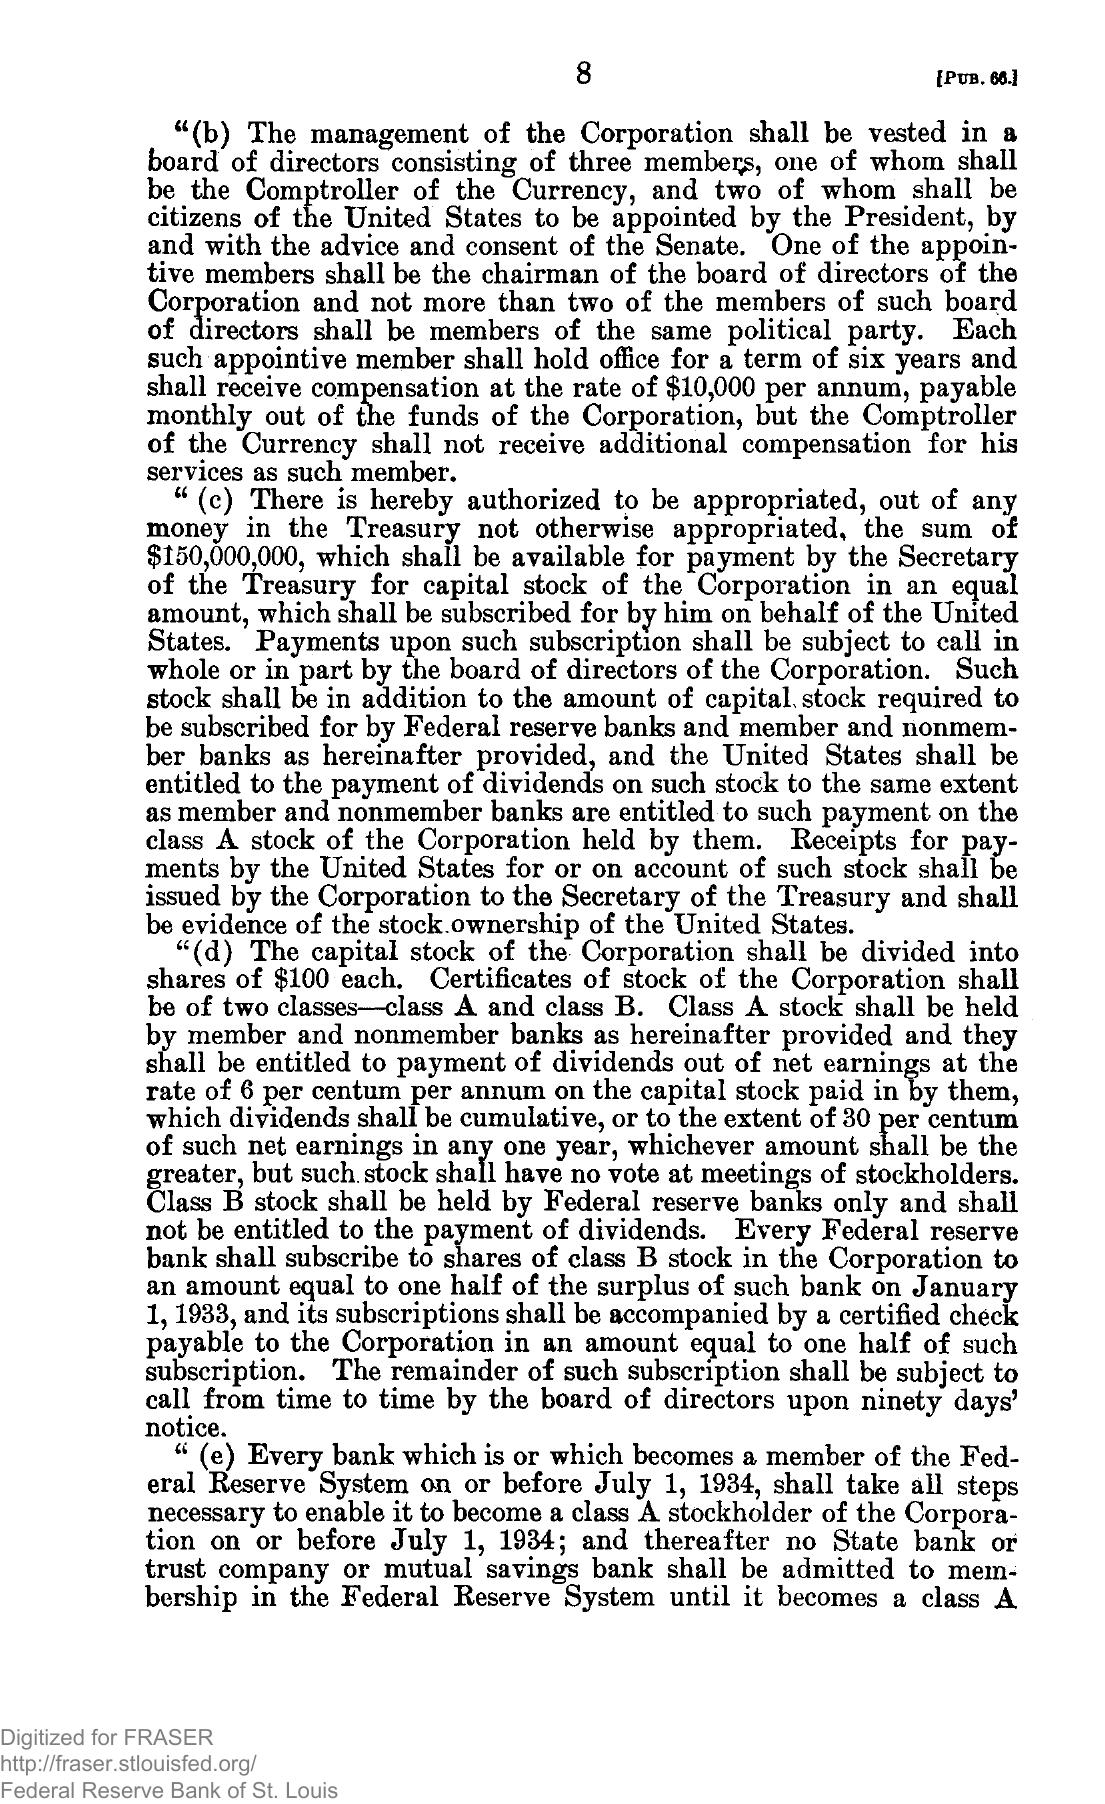 8 [PUB. 66.]
"(b) The management of the Corporation shall be vested in a
board of directors consisting of three members, one of whom shall
be the Comptroller of the Currency, and two of whom shall be
citizens of the United States to be appointed by the President, by
and with the advice and consent of the Senate. One of the appoin-
tive members shall be the chairman of the board of directors of the
Corporation and not more than two of the members of such board
of directors shall be members of the same political party. Each
such appointive member shall hold office for a term of six years and
shall receive compensation at the rate of $10,000 per annum, payable
monthly out of the funds of the Corporation, but the Comptroller
of the Currency shall not receive additional compensation for his
services as such member.
"(c) There is hereby authorized to be appropriated, out of any
money in the Treasury not otherwise appropriated, the sum of
$150,000,000, which shall be available for payment by the Secretary
of the Treasury for capital stock of the Corporation in an equal
amount, which shall be subscribed for by him on behalf of the United
States. Payments upon such subscription shall be subject to call in
whole or in part by the board of directors of the Corporation. Such
stock shall be in addition to the amount of capital stock required to
be subscribed for by Federal reserve banks and member and nonmem-
ber banks as hereinafter provided, and the United States shall be
entitled to the payment of dividends on such stock to the same extent
as member and nonmember banks are entitled to such payment on the
class A stock of the Corporation held by them. Receipts for pay-
ments by the United States for or on account of such stock shall be
issued by the Corporation to the Secretary of the Treasury and shall
be evidence of the stock ownership of the United States.
"(d) The capital stock of the Corporation shall be divided into
shares of $100 each. Certificates of stock of the Corporation shall
be of two classes—class A and class B. Class A stock shall be held
by member and nonmember banks as hereinafter provided and they
shall be entitled to payment of dividends out of net earnings at the
rate of 6 per centum per annum on the capital stock paid in by them,
which dividends shall be cumulative, or to the extent of 30 per centum
of such net earnings in any one year, whichever amount shall be the
greater, but such stock shall have no vote at meetings of stockholders.
Class B stock shall be held by Federal reserve banks only and shall
not be entitled to the payment of dividends. Every Federal reserve
bank shall subscribe to shares of class B stock in the Corporation to
an amount equal to one half of the surplus of such bank on January
1, 1933, and its subscriptions shall be accompanied by a certified check
payable to the Corporation in an amount equal to one half of such
subscription. The remainder of such subscription shall be subject to
call from time to time by the board of directors upon ninety days'
notice.
"(e) Every bank which is or which becomes a member of the Fed-
eral Reserve System on or before July 1, 1934, shall take all steps
necessary to enable it to become a class A stockholder of the Corpora-
tion on or before July 1, 1934; and thereafter no State bank or
trust company or mutual savings bank shall be admitted to mem-
bership in the Federal Reserve System until it becomes a class A
Digitized for FRASER
http://fraser.stlouisfed.org/
Federal Reserve Bank of St. Louis